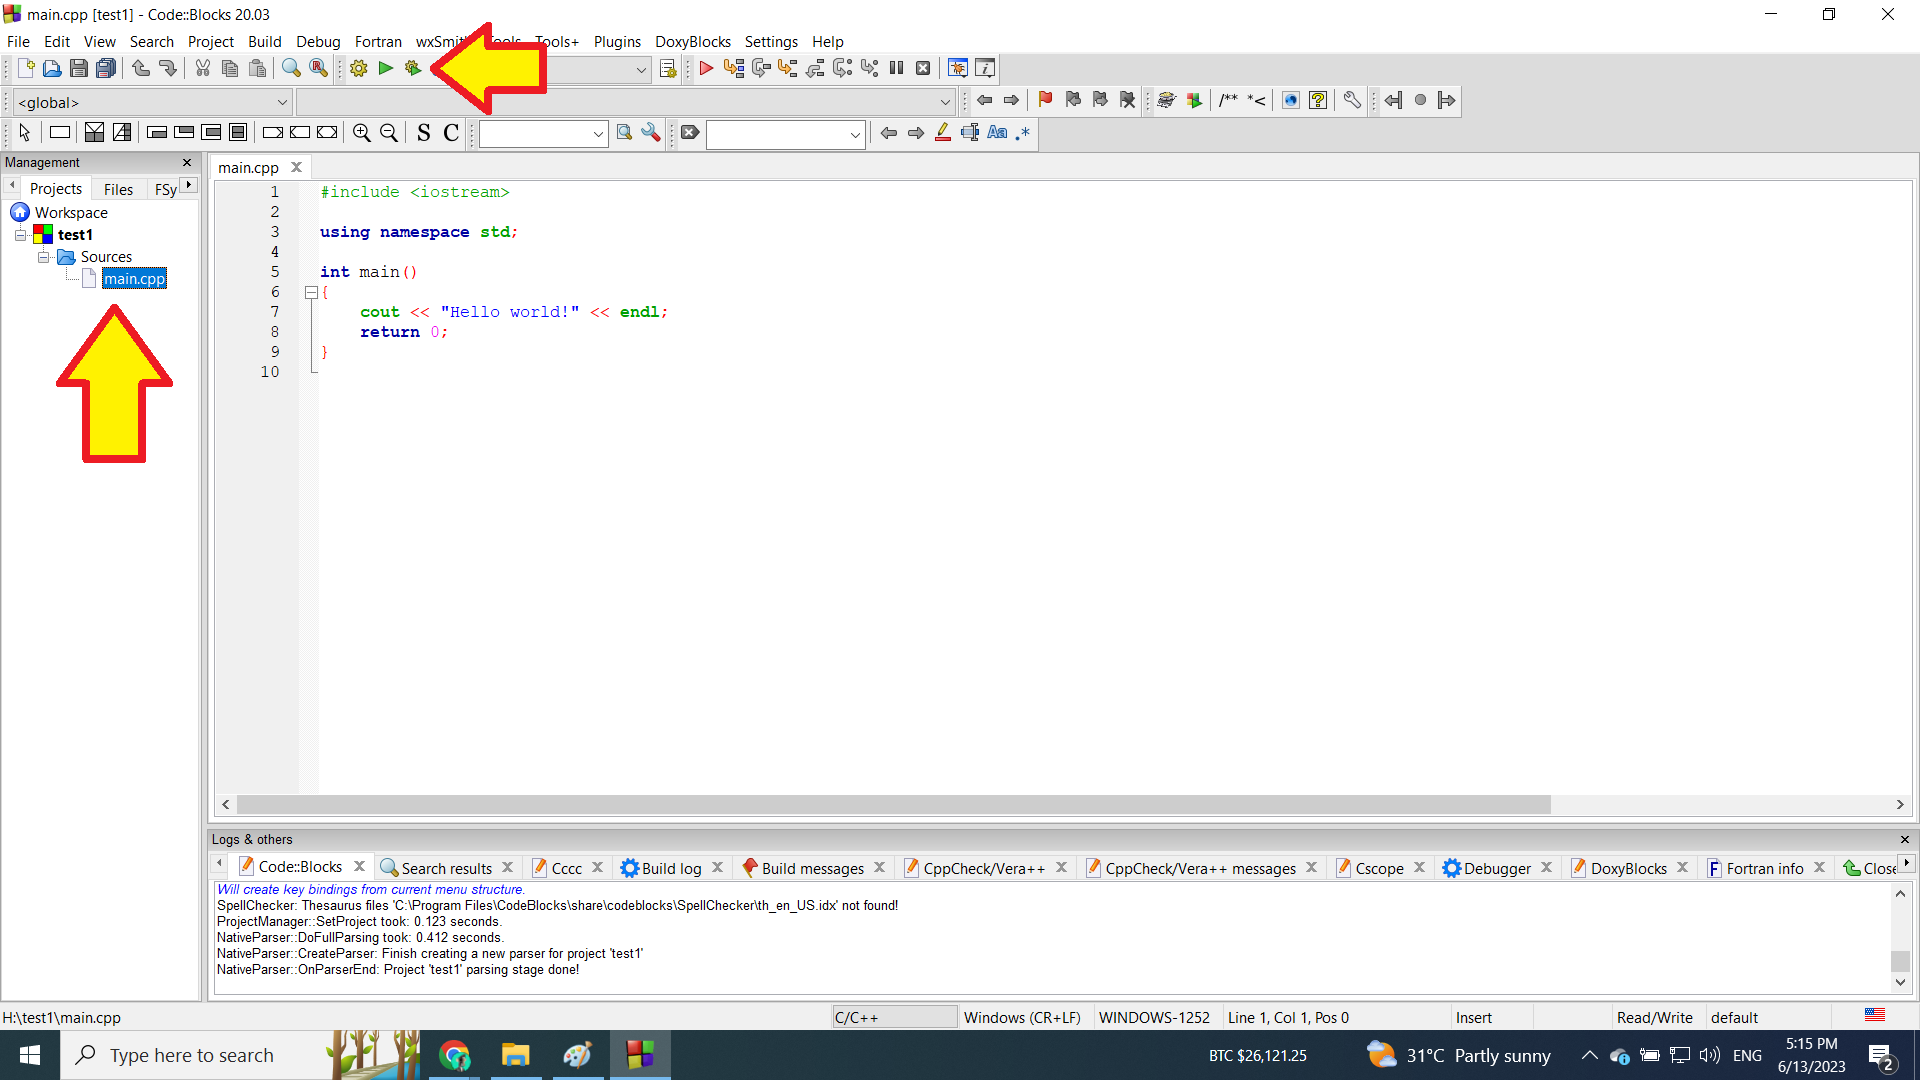 main.cpp [test1] - Code::Blocks 20.03
File Edit View Search Project Build Debug Fortran Tools+ Plugins DoxyBlocks Settings Help
<global>
/** *<
S C
Aa .*
Management
main.cpp
Projects Files FSy
Workspace
test1
Sources
main.cpp
1 #include <iostream>
2
3 using namespace std;
4
5 int main()
6 {
7 cout << "Hello world!" << endl;
8 return 0;
9 }
10
Logs & others
Code::Blocks Search results Cccc Build log Build messages CppCheck/Vera++ CppCheck/Vera++ messages Cscope Debugger DoxyBlocks Fortran info Close
Will create key bindings from current menu structure.
SpellChecker: Thesaurus files 'C:\Program Files\CodeBlocks\share\codeblocks\SpellChecker\th_en_US.idx' not found!
ProjectManager::SetProject took: 0.123 seconds.
NativeParser::DoFullParsing took: 0.412 seconds.
NativeParser::CreateParser: Finish creating a new parser for project 'test1'
NativeParser::OnParserEnd: Project 'test1' parsing stage done!
H:\test1\main.cpp C/C++ Windows (CR+LF) WINDOWS-1252 Line 1, Col 1, Pos 0 Insert Read/Write default
Type here to search BTC $26,121.25 31°C Partly sunny ENG 5:15 PM
6/13/2023 2